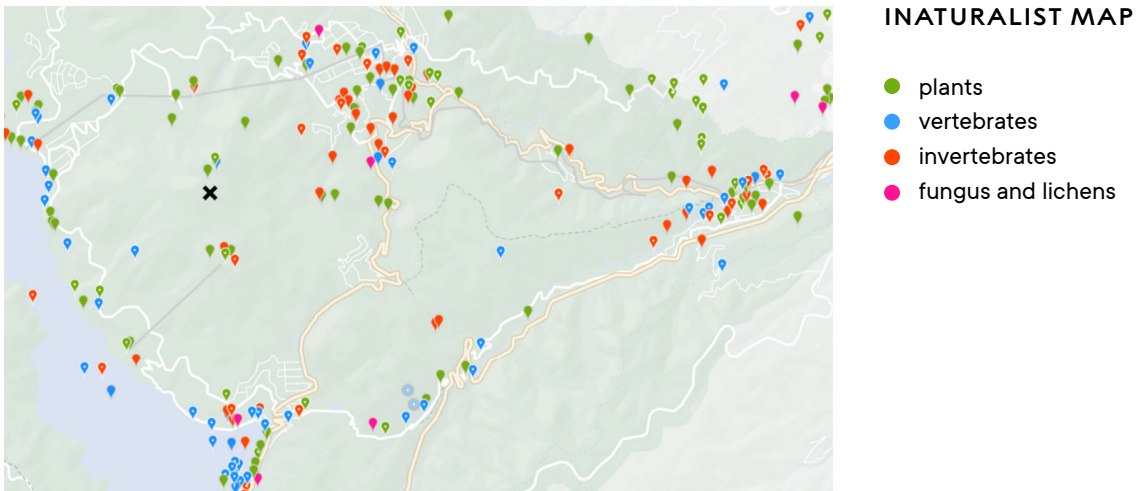 INATURALIST MAP
plants
vertebrates
invertebrates
fungus and lichens